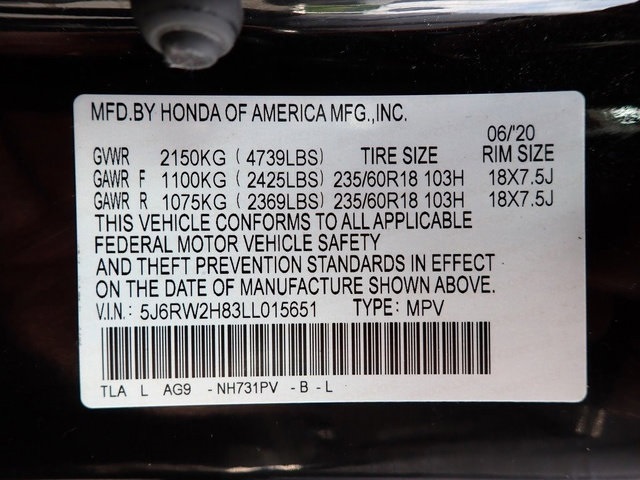 MFD.BY HONDA OF AMERICA MFG.,INC.
06/'20
GVWR 2150KG ( 4739LBS) TIRE SIZE RIM SIZE
GAWR F 1100KG ( 2425LBS) 235/60R18 103H 18X7.5J
GAWR R 1075KG ( 2369LBS) 235/60R18 103H 18X7.5J
THIS VEHICLE CONFORMS TO ALL APPLICABLE
FEDERAL MOTOR VEHICLE SAFETY
AND THEFT PREVENTION STANDARDS IN EFFECT
ON THE DATE OF MANUFACTURE SHOWN ABOVE.
V.I.N: 5J6RW2H83LL015651 TYPE: MPV
TLA L AG9 -NH731PV -B-L